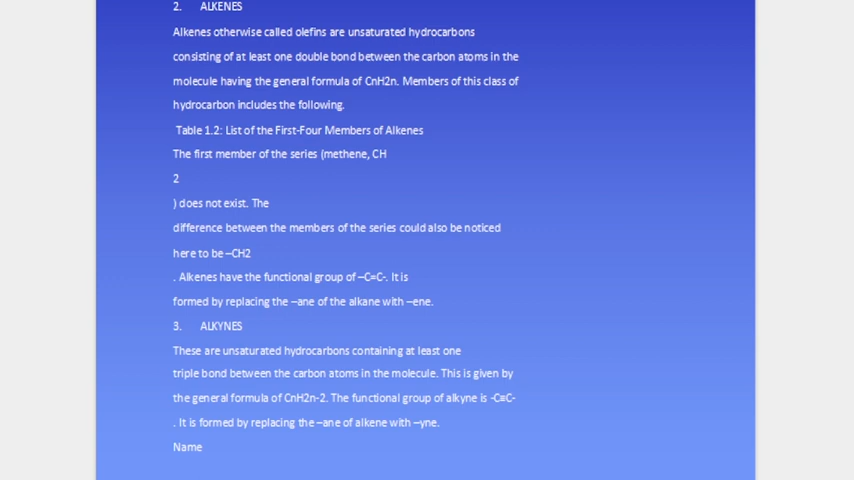 2. ALKENES
Alkenes otherwise called olefins are unsaturated hydrocarbons
consisting of at least one double bond between the carbon atoms in the
molecule having the general formula of CnH2n. Members of this class of
hydrocarbon includes the following.
Table 1.2: List of the First-Four Members of Alkenes
The first member of the series (methene, CH
2
) does not exist. The
difference between the members of the series could also be noticed
here to be –CH2
. Alkenes have the functional group of –C=C-. It is
formed by replacing the –ane of the alkane with –ene.
3. ALKYNES
These are unsaturated hydrocarbons containing at least one
triple bond between the carbon atoms in the molecule. This is given by
the general formula of CnH2n-2. The functional group of alkyne is -C≡C-
. It is formed by replacing the –ane of alkene with –yne.
Name